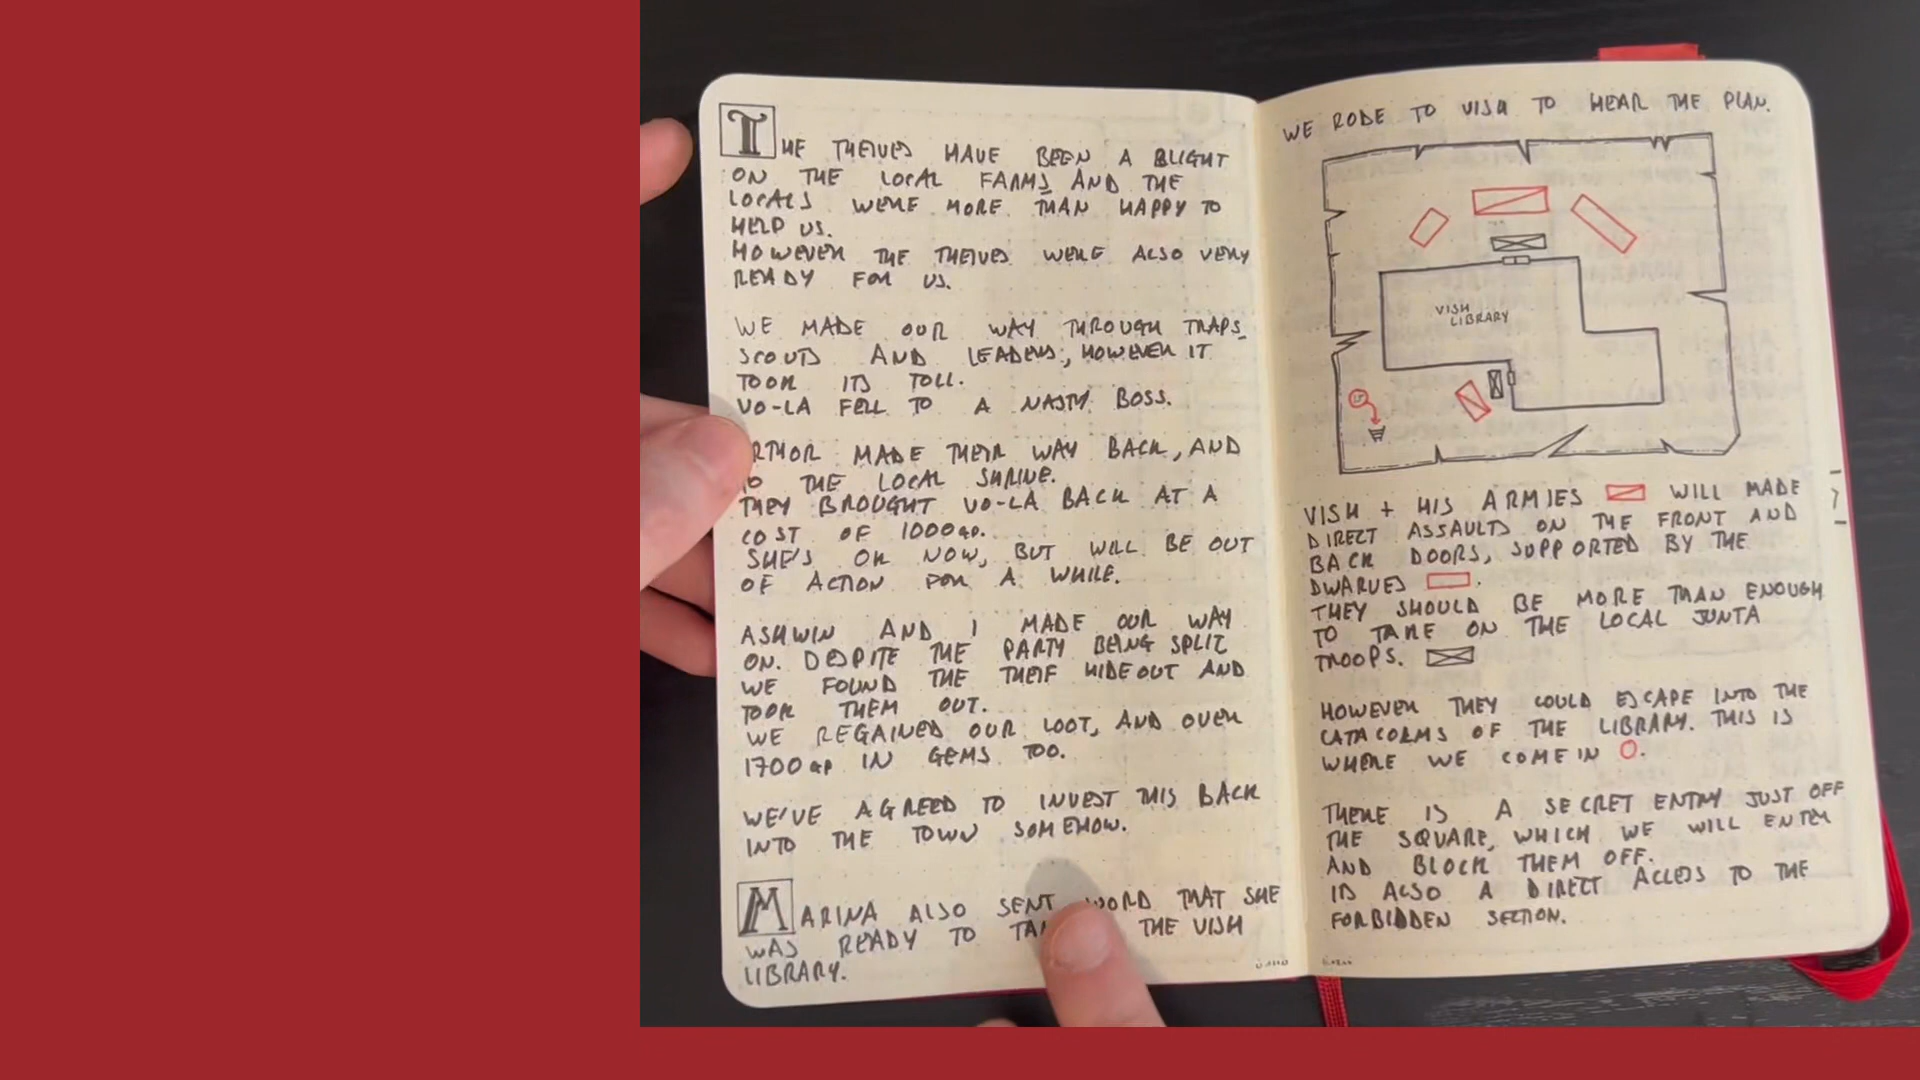 THE THEIVES HAVE BEEN A BLIGHT
ON THE LOCAL FARMS AND THE
LOCALS WERE MORE THAN HAPPY TO
HELP US.
HOWEVER THE THEIVES WERE ALSO VERY
READY FOR US.
WE MADE OUR WAY THROUGH TRAPS,
SCOUTS AND LEADERS, HOWEVER IT
TOOK ITS TOLL.
VO-LA FELL TO A NASTY BOSS.
RTHOR MADE THEIR WAY BACK, AND
TO THE LOCAL SHRINE.
THEY BROUGHT VO-LA BACK AT A
COST OF 1000GP.
SHE'S OK NOW, BUT WILL BE OUT
OF ACTION FOR A WHILE.
ASHWIN AND I MADE OUR WAY
ON. DESPITE THE PARTY BEING SPLIT
WE FOUND THE THEIF HIDEOUT AND
TOOK THEM OUT.
WE REGAINED OUR LOOT, AND OVER
1700GP IN GEMS TOO.
WE'VE AGREED TO INVEST THIS BACK
INTO THE TOWN SOMEHOW.
MARINA ALSO SENT WORD THAT SHE
WAS READY TO THE VISH
LIBRARY.
WE RODE TO VISH TO HEAR THE PLAN.
VISH
LIBRARY
VISH + HIS ARMIES WILL MADE
DIRECT ASSAULTS ON THE FRONT AND
BACK DOORS, SUPPORTED BY THE
DWARVES .
THEY SHOULD BE MORE THAN ENOUGH
TO TAKE ON THE LOCAL JUNTA
TROOPS.
HOWEVER THEY COULD ESCAPE INTO THE
CATACOLMS OF THE LIBRARY. THIS IS
WHERE WE COME IN .
THERE IS A SECRET ENTRY JUST OFF
THE SQUARE, WHICH WE WILL ENTER
AND BLOCK THEM OFF.
ITS ALSO A DIRECT ACCESS TO THE
FORBIDDEN SECTION.